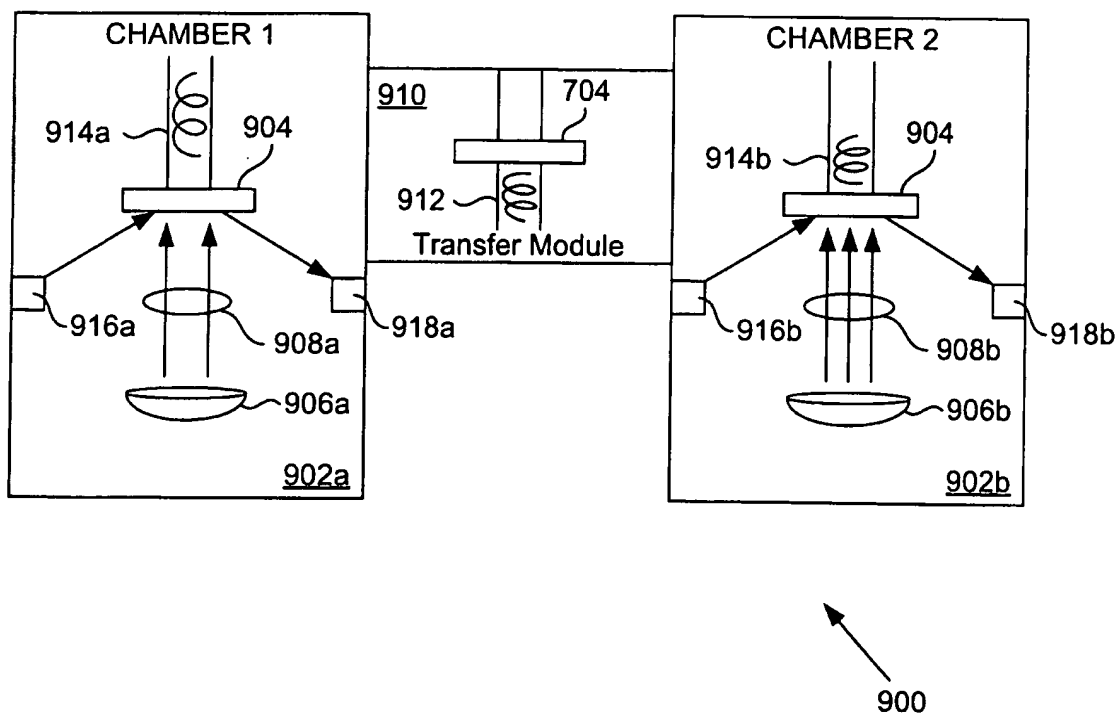 CHAMBER 1
914a
904
916a
918a
908a
906a
902a
910
704
912
Transfer Module
CHAMBER 2
914b
904
916b
918b
908b
906b
902b
900